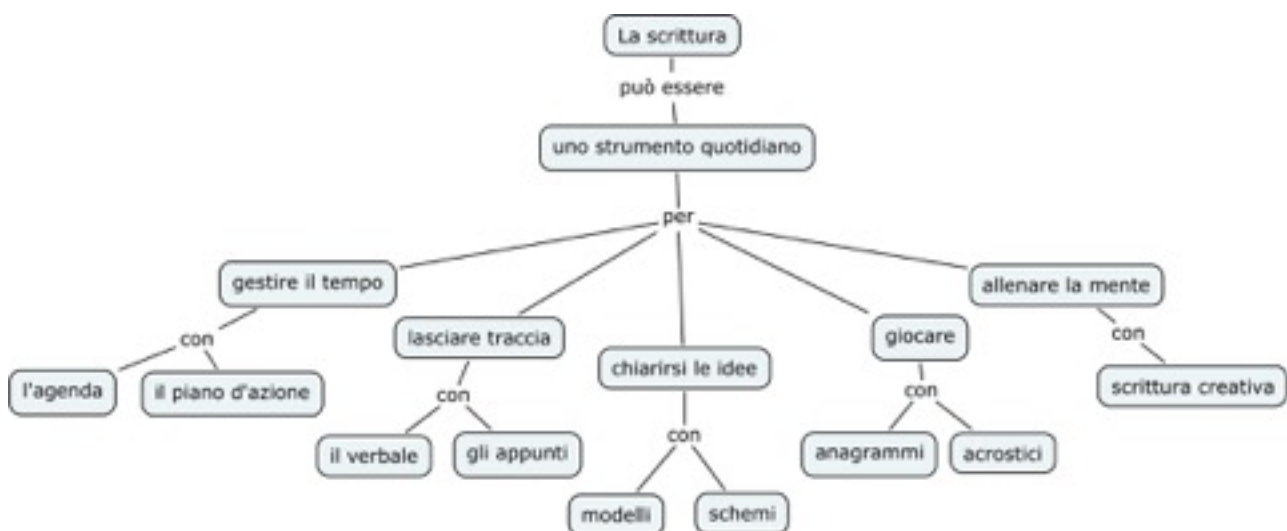 La scrittura
può essere
uno strumento quotidiano
per
gestire il tempo
con
l'agenda
il piano d'azione
lasciare traccia
con
il verbale
gli appunti
chiarirsi le idee
con
modelli
schemi
giocare
con
anagrammi
acrostici
allenare la mente
con
scrittura creativa